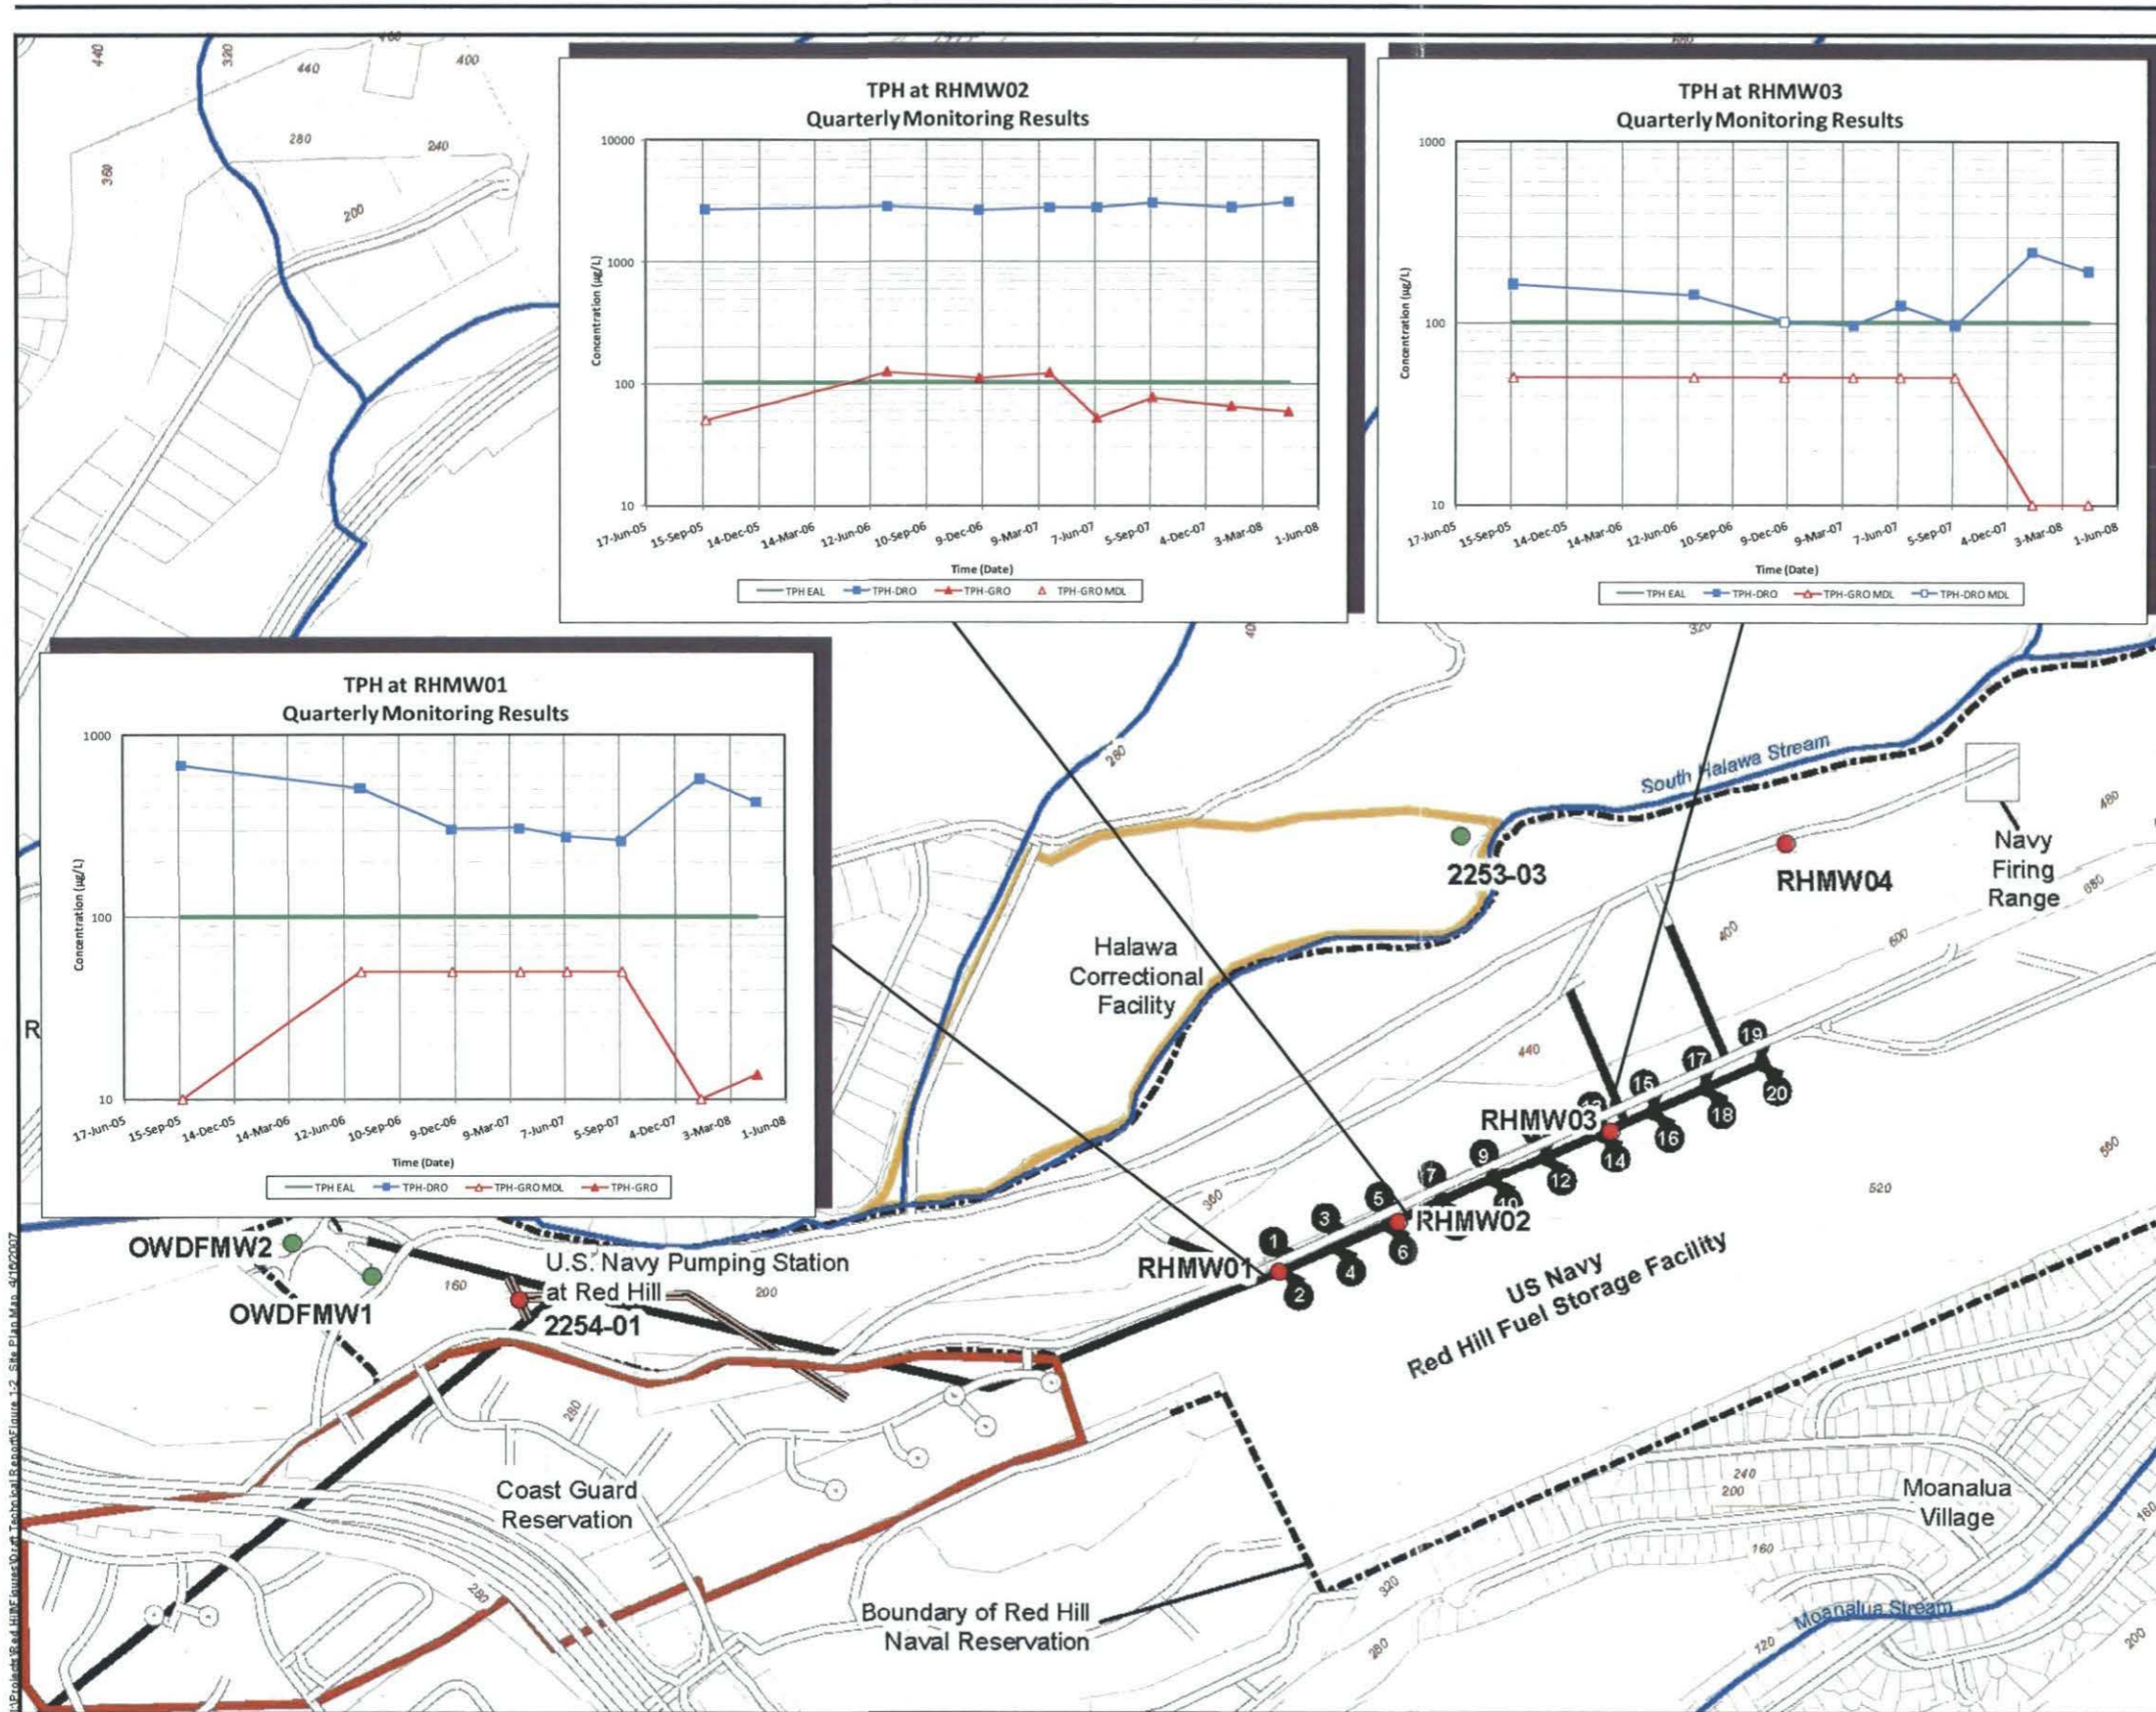 440
320
440
400
280
240
360
200
TPH at RHMW02
Quarterly Monitoring Results
10000
1000
100
10
Concentration (µg/L)
17-Jun-05 15-Sep-05 14-Dec-05 14-Mar-06 12-Jun-06 10-Sep-06 9-Dec-06 9-Mar-07 7-Jun-07 5-Sep-07 4-Dec-07 3-Mar-08 1-Jun-08
Time (Date)
TPH EAL TPH-DRO TPH-GRO TPH-GRO MDL
TPH at RHMW03
Quarterly Monitoring Results
1000
100
10
Concentration (µg/L)
17-Jun-05 15-Sep-05 14-Dec-05 14-Mar-06 12-Jun-06 10-Sep-06 9-Dec-06 9-Mar-07 7-Jun-07 5-Sep-07 4-Dec-07 3-Mar-08 1-Jun-08
Time (Date)
TPH EAL TPH-DRO TPH-GRO MDL TPH-DRO MDL
TPH at RHMW01
Quarterly Monitoring Results
1000
100
10
Concentration (µg/L)
17-Jun-05 15-Sep-05 14-Dec-05 14-Mar-06 12-Jun-06 10-Sep-06 9-Dec-06 9-Mar-07 7-Jun-07 5-Sep-07 4-Dec-07 3-Mar-08 1-Jun-08
Time (Date)
TPH EAL TPH-DRO TPH-GRO MDL TPH-GRO
320
280
South Halawa Stream
480
Navy
Firing
Range
680
2253-03
RHMW04
400
600
Halawa
Correctional
Facility
440
R
19
17
15
20
18
16
14
RHMW03
12
9
7
10
5
3
1
RHMW02
6
4
2
RHMW01
560
520
US Navy
Red Hill Fuel Storage Facility
OWDFMW2
OWDFMW1
160
U.S. Navy Pumping Station
at Red Hill
2254-01
200
280
Coast Guard
Reservation
280
Boundary of Red Hill
Naval Reservation
320
280
240
200
Moanalua
Village
160
160
Moanalua Stream
120
200